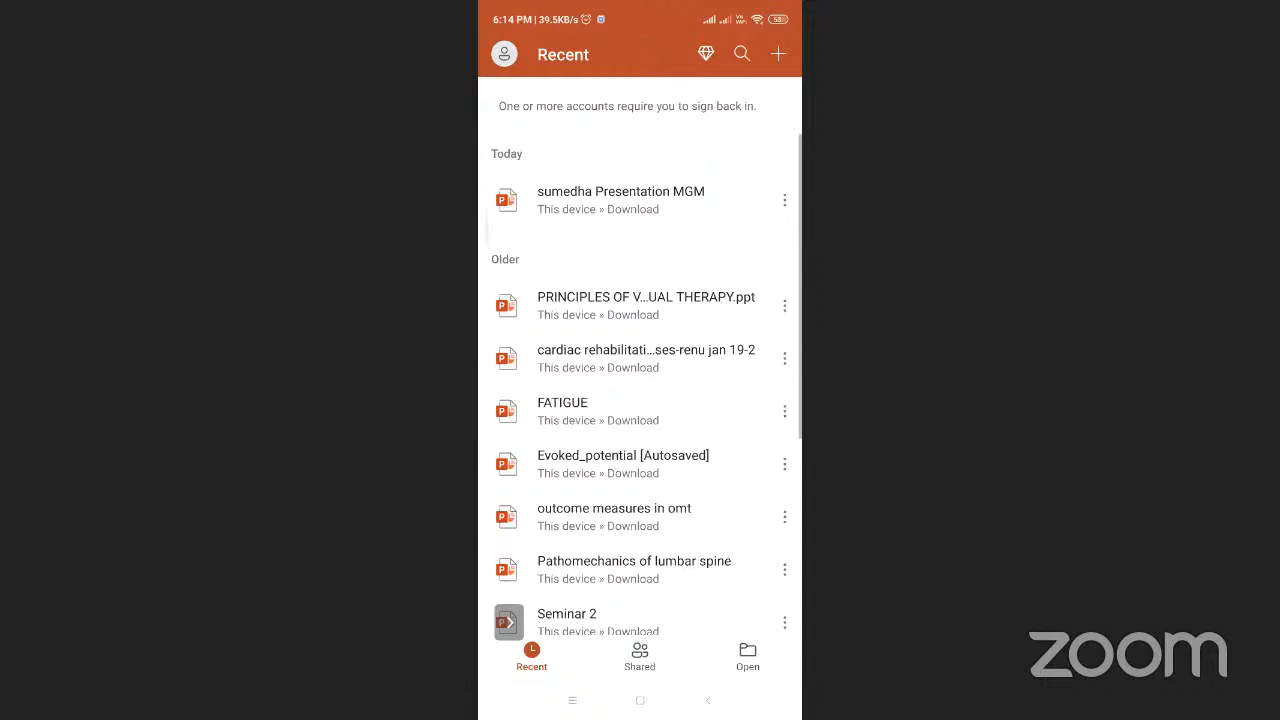 6:14 PM | 39.5KB/s
Recent
One or more accounts require you to sign back in.
Today
sumedha Presentation MGM
This device » Download
Older
PRINCIPLES OF V...UAL THERAPY.ppt
This device » Download
cardiac rehabilitati...ses-renu jan 19-2
This device » Download
FATIGUE
This device » Download
Evoked_potential [Autosaved]
This device » Download
outcome measures in omt
This device » Download
Pathomechanics of lumbar spine
This device » Download
Seminar 2
This device » Download
Recent
Shared
Open
zoom